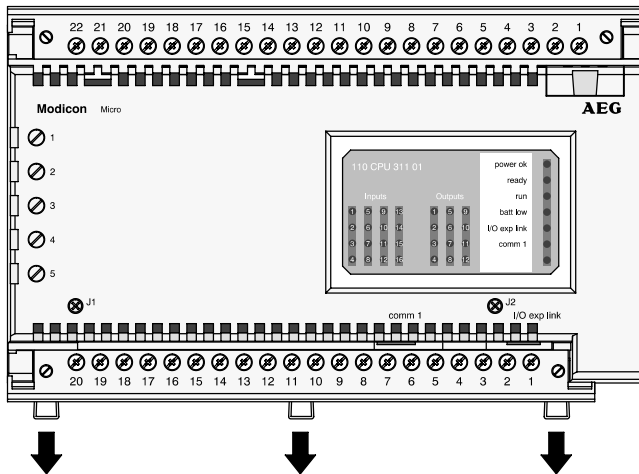 22 21 20 19 18 17 16 15 14 13 12 11 10 9 8 7 6 5 4 3 2 1
Modicon Micro
AEG
1
2
3
4
5
110 CPU 311 01
Inputs Outputs
1 5 9 13 1 5 9
2 6 10 14 2 6 10
3 7 11 15 3 7 11
4 8 12 16 4 8 12
power ok
ready
run
batt low
I/O exp link
comm 1
J1
J2
comm 1 I/O exp link
20 19 18 17 16 15 14 13 12 11 10 9 8 7 6 5 4 3 2 1